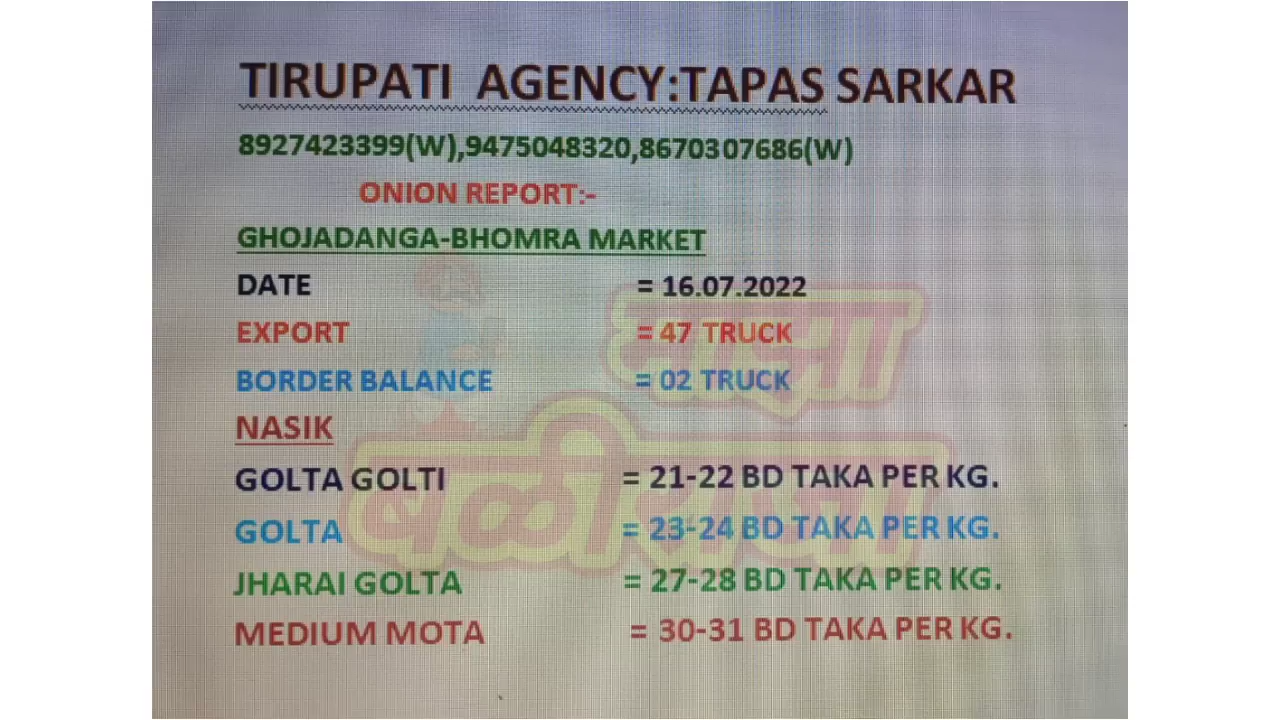 TIRUPATI AGENCY:TAPAS SARKAR
8927423399(W),9475048320,8670307686(W)
ONION REPORT:-
GHOJADANGA-BHOMRA MARKET
DATE = 16.07.2022
EXPORT = 47 TRUCK
BORDER BALANCE = 02 TRUCK
NASIK
GOLTA GOLTI = 21-22 BD TAKA PER KG.
GOLTA = 23-24 BD TAKA PER KG.
JHARAI GOLTA = 27-28 BD TAKA PER KG.
MEDIUM MOTA = 30-31 BD TAKA PER KG.
माझा
बळीराजा